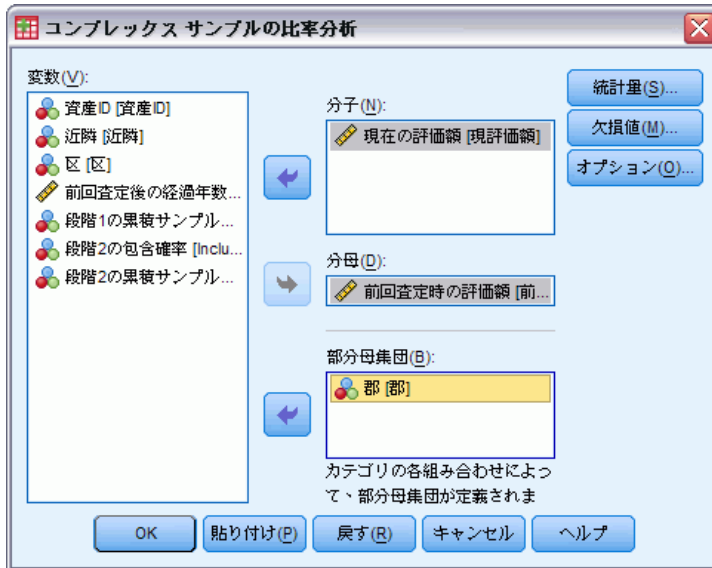 コンプレックス サンプルの比率分析
変数(V):
資産ID [資産ID]
近隣 [近隣]
区 [区]
前回査定後の経過年数...
段階1の累積サンプル...
段階2の包含確率 [Inclu...
段階2の累積サンプル...
分子(N):
現在の評価額 [現評価額]
分母(D):
前回査定時の評価額 [前...
部分母集団(B):
郡 [郡]
カテゴリの各組み合わせによっ
て、部分母集団が定義されま
統計量(S)...
欠損値(M)...
オプション(O)...
OK
貼り付け(P)
戻す(R)
キャンセル
ヘルプ